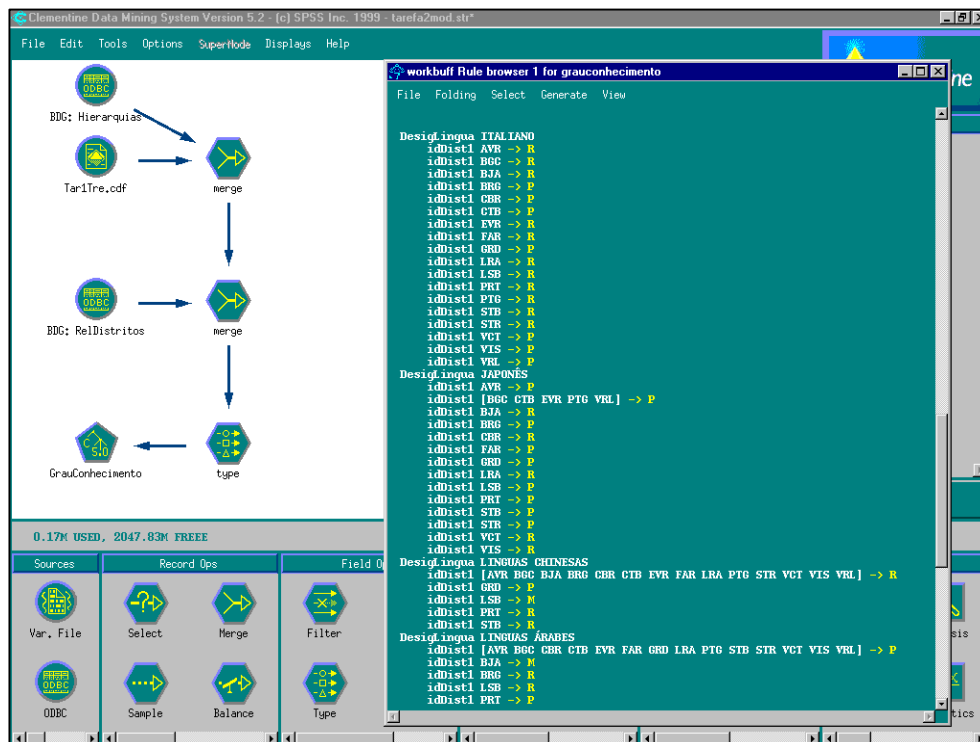 Clementine Data Mining System Version 5.2 - (c) SPSS Inc. 1999 - tarefa2mod.str*
File Edit Tools Options SuperNode Displays Help
ODBC
BDG: Hierarquias
merge
Tar1Tre.cdf
ODBC
BDG: RelDistritos
merge
C 5.0
GrauConhecimento
type
workbuff Rule browser 1 for grauconhecimento
File Folding Select Generate View
DesigLingua ITALIANO
idDist1 AVR -> R
idDist1 BGC -> R
idDist1 BJA -> R
idDist1 BRG -> P
idDist1 CBR -> P
idDist1 CTB -> P
idDist1 EVR -> R
idDist1 FAR -> R
idDist1 GRD -> P
idDist1 LRA -> R
idDist1 LSB -> R
idDist1 PRT -> R
idDist1 PTG -> R
idDist1 STB -> R
idDist1 STR -> R
idDist1 VCT -> P
idDist1 VIS -> P
idDist1 VRL -> P
DesigLingua JAPONÊS
idDist1 AVR -> P
idDist1 [BGC CTB EVR PTG VRL] -> P
idDist1 BJA -> R
idDist1 BRG -> P
idDist1 CBR -> R
idDist1 FAR -> P
idDist1 GRD -> P
idDist1 LRA -> R
idDist1 LSB -> P
idDist1 PRT -> P
idDist1 STB -> P
idDist1 STR -> P
idDist1 VCT -> R
idDist1 VIS -> R
DesigLingua LINGUAS CHINESAS
idDist1 [AVR BGC BJA BRG CBR CTB EVR FAR LRA PTG STR VCT VIS VRL] -> R
idDist1 GRD -> P
idDist1 LSB -> M
idDist1 PRT -> R
idDist1 STB -> R
DesigLingua LINGUAS ÁRABES
idDist1 [AVR BGC CBR CTB EVR FAR GRD LRA PTG STB STR VCT VIS VRL] -> P
idDist1 BJA -> M
idDist1 BRG -> R
idDist1 LSB -> R
idDist1 PRT -> P
ne
0.17M USED, 2047.83M FREEE
Sources Record Ops Field O
Var. File Select Merge Filter sis
ODBC
ODBC Sample Balance Type tics